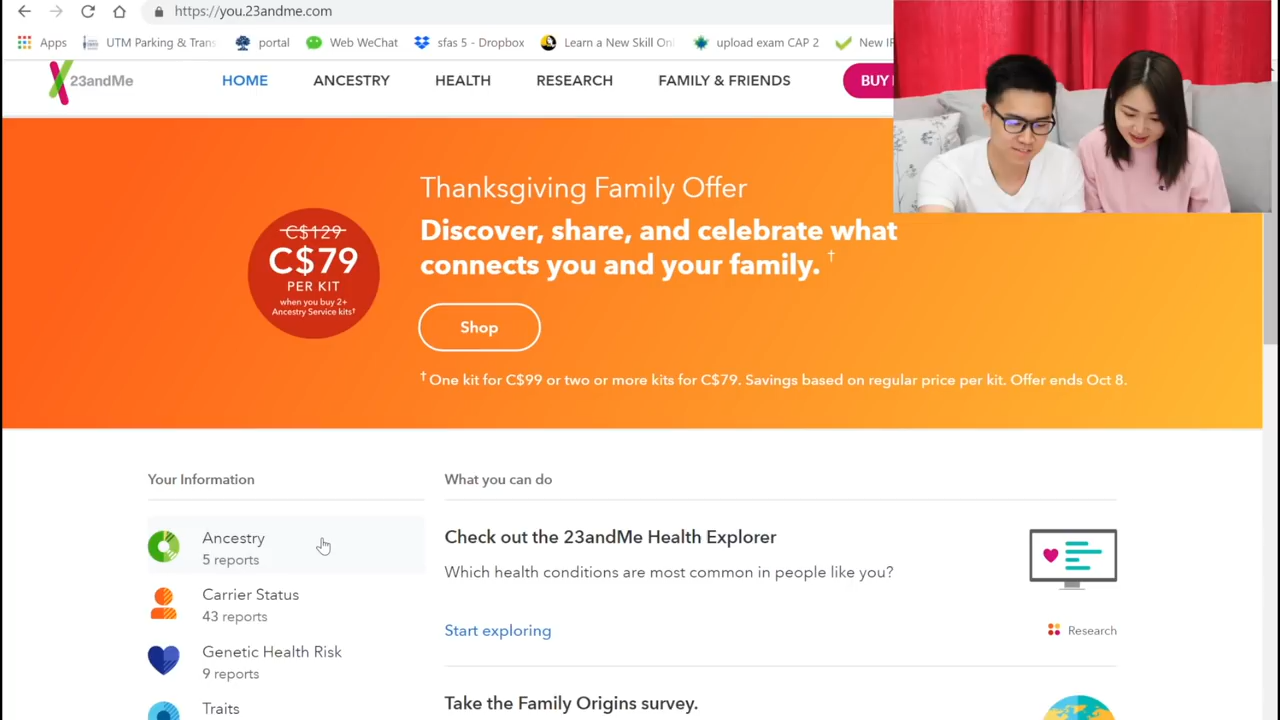 https://you.23andme.com
Apps
UTM Parking & Trans
portal
Web WeChat
sfas 5 - Dropbox
Learn a New Skill Onl
upload exam CAP 2
New IP
23andMe
HOME
ANCESTRY
HEALTH
RESEARCH
FAMILY & FRIENDS
BUY
Thanksgiving Family Offer
Discover, share, and celebrate what
connects you and your family. †
C$129
C$79
PER KIT
when you buy 2+
Ancestry Service kits†
Shop
† One kit for C$99 or two or more kits for C$79. Savings based on regular price per kit. Offer ends Oct 8.
Your Information
Ancestry
5 reports
Carrier Status
43 reports
Genetic Health Risk
9 reports
Traits
What you can do
Check out the 23andMe Health Explorer
Which health conditions are most common in people like you?
Start exploring
Research
Take the Family Origins survey.